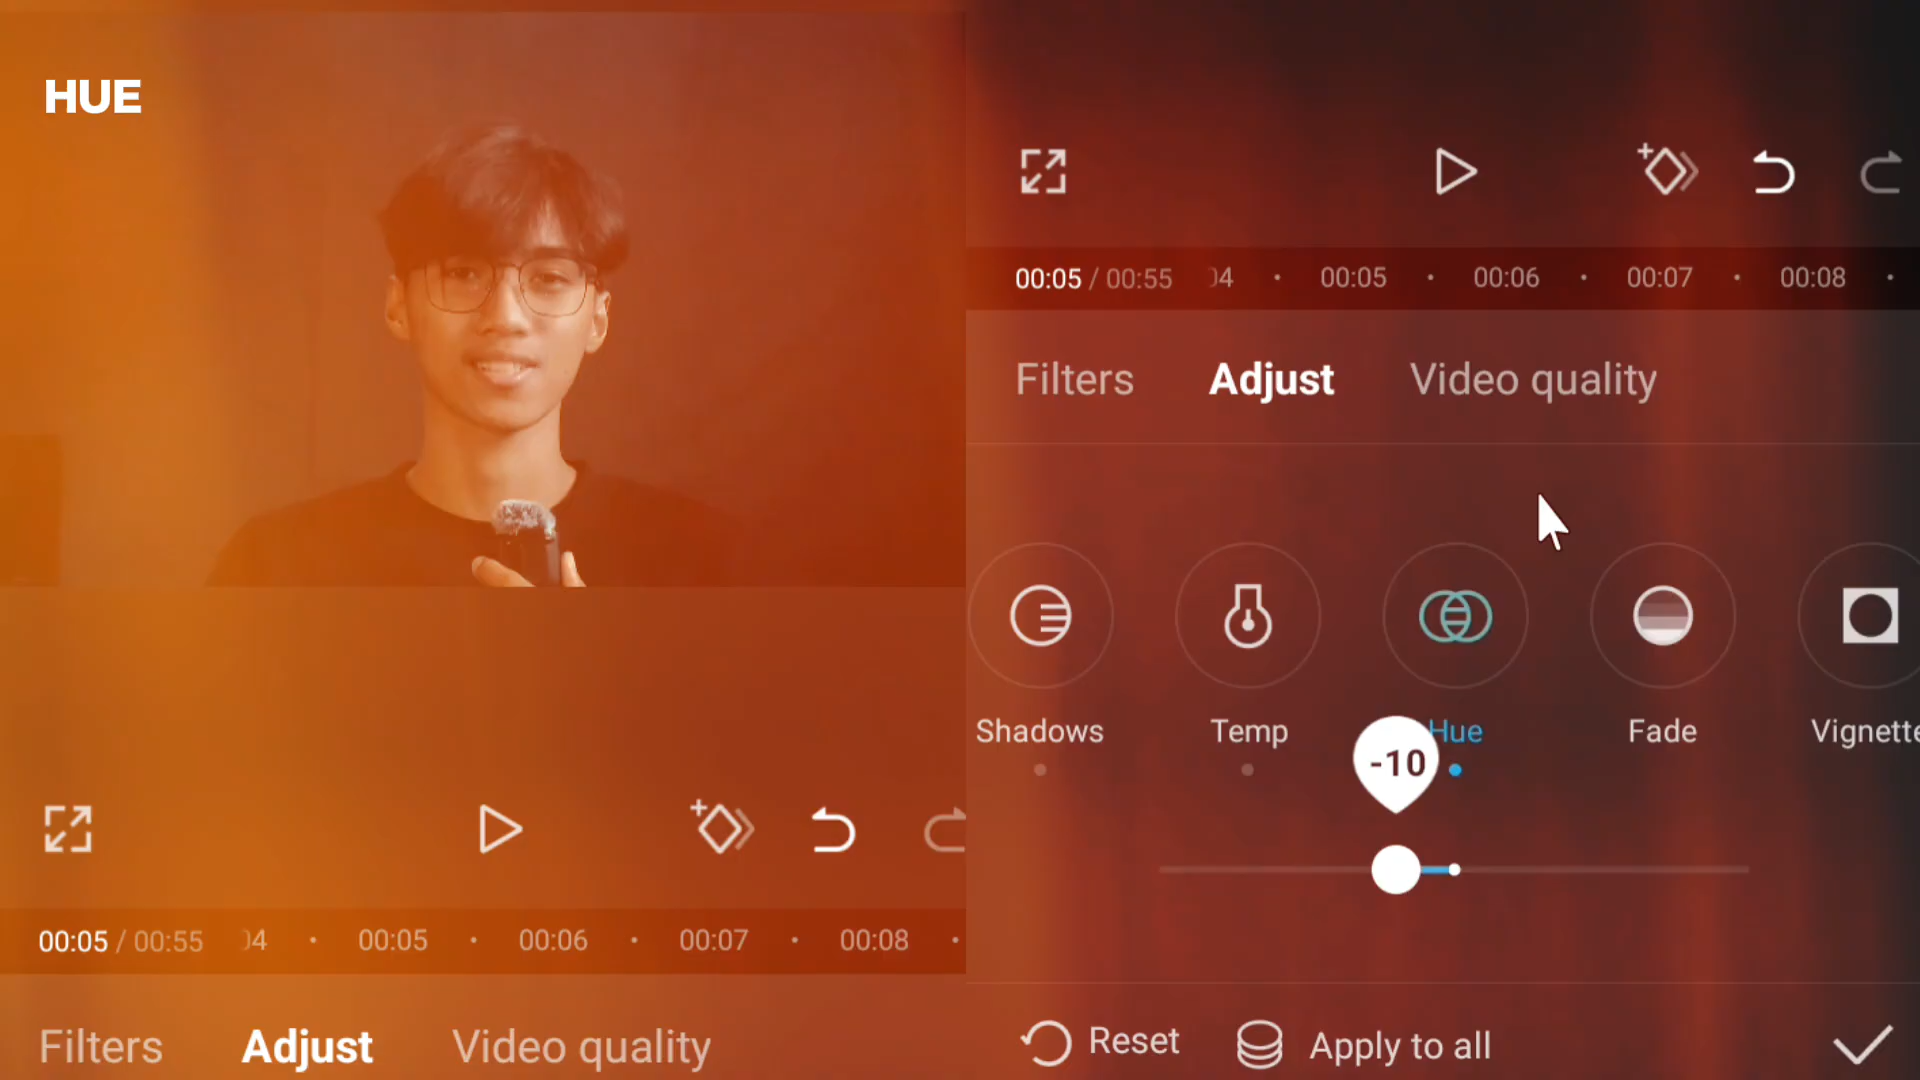 HUE
00:05 / 00:55 04 · 00:05 · 00:06 · 00:07 · 00:08 ·
Filters Adjust Video quality
00:05 / 00:55 04 · 00:05 · 00:06 · 00:07 · 00:08 ·
Filters Adjust Video quality
Shadows Temp Hue Fade Vignette
-10
Reset Apply to all